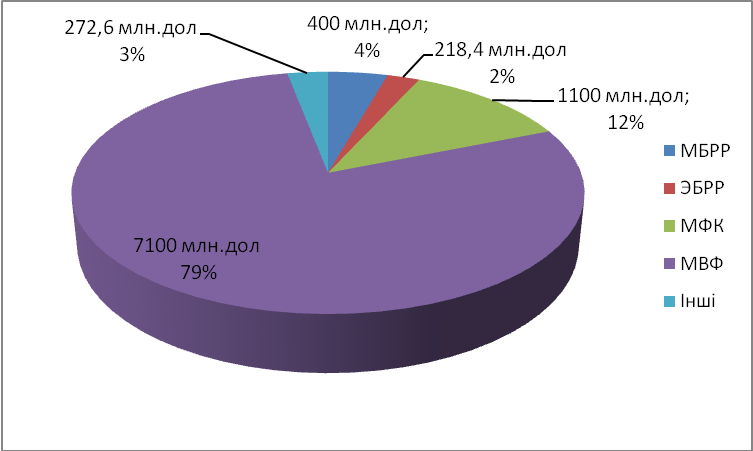 272,6 млн.дол
3%
400 млн.дол;
4%
218,4 млн.дол
2%
1100 млн.дол;
12%
7100 млн.дол
79%
МБРР
ЭБРР
МФК
МВФ
Інші